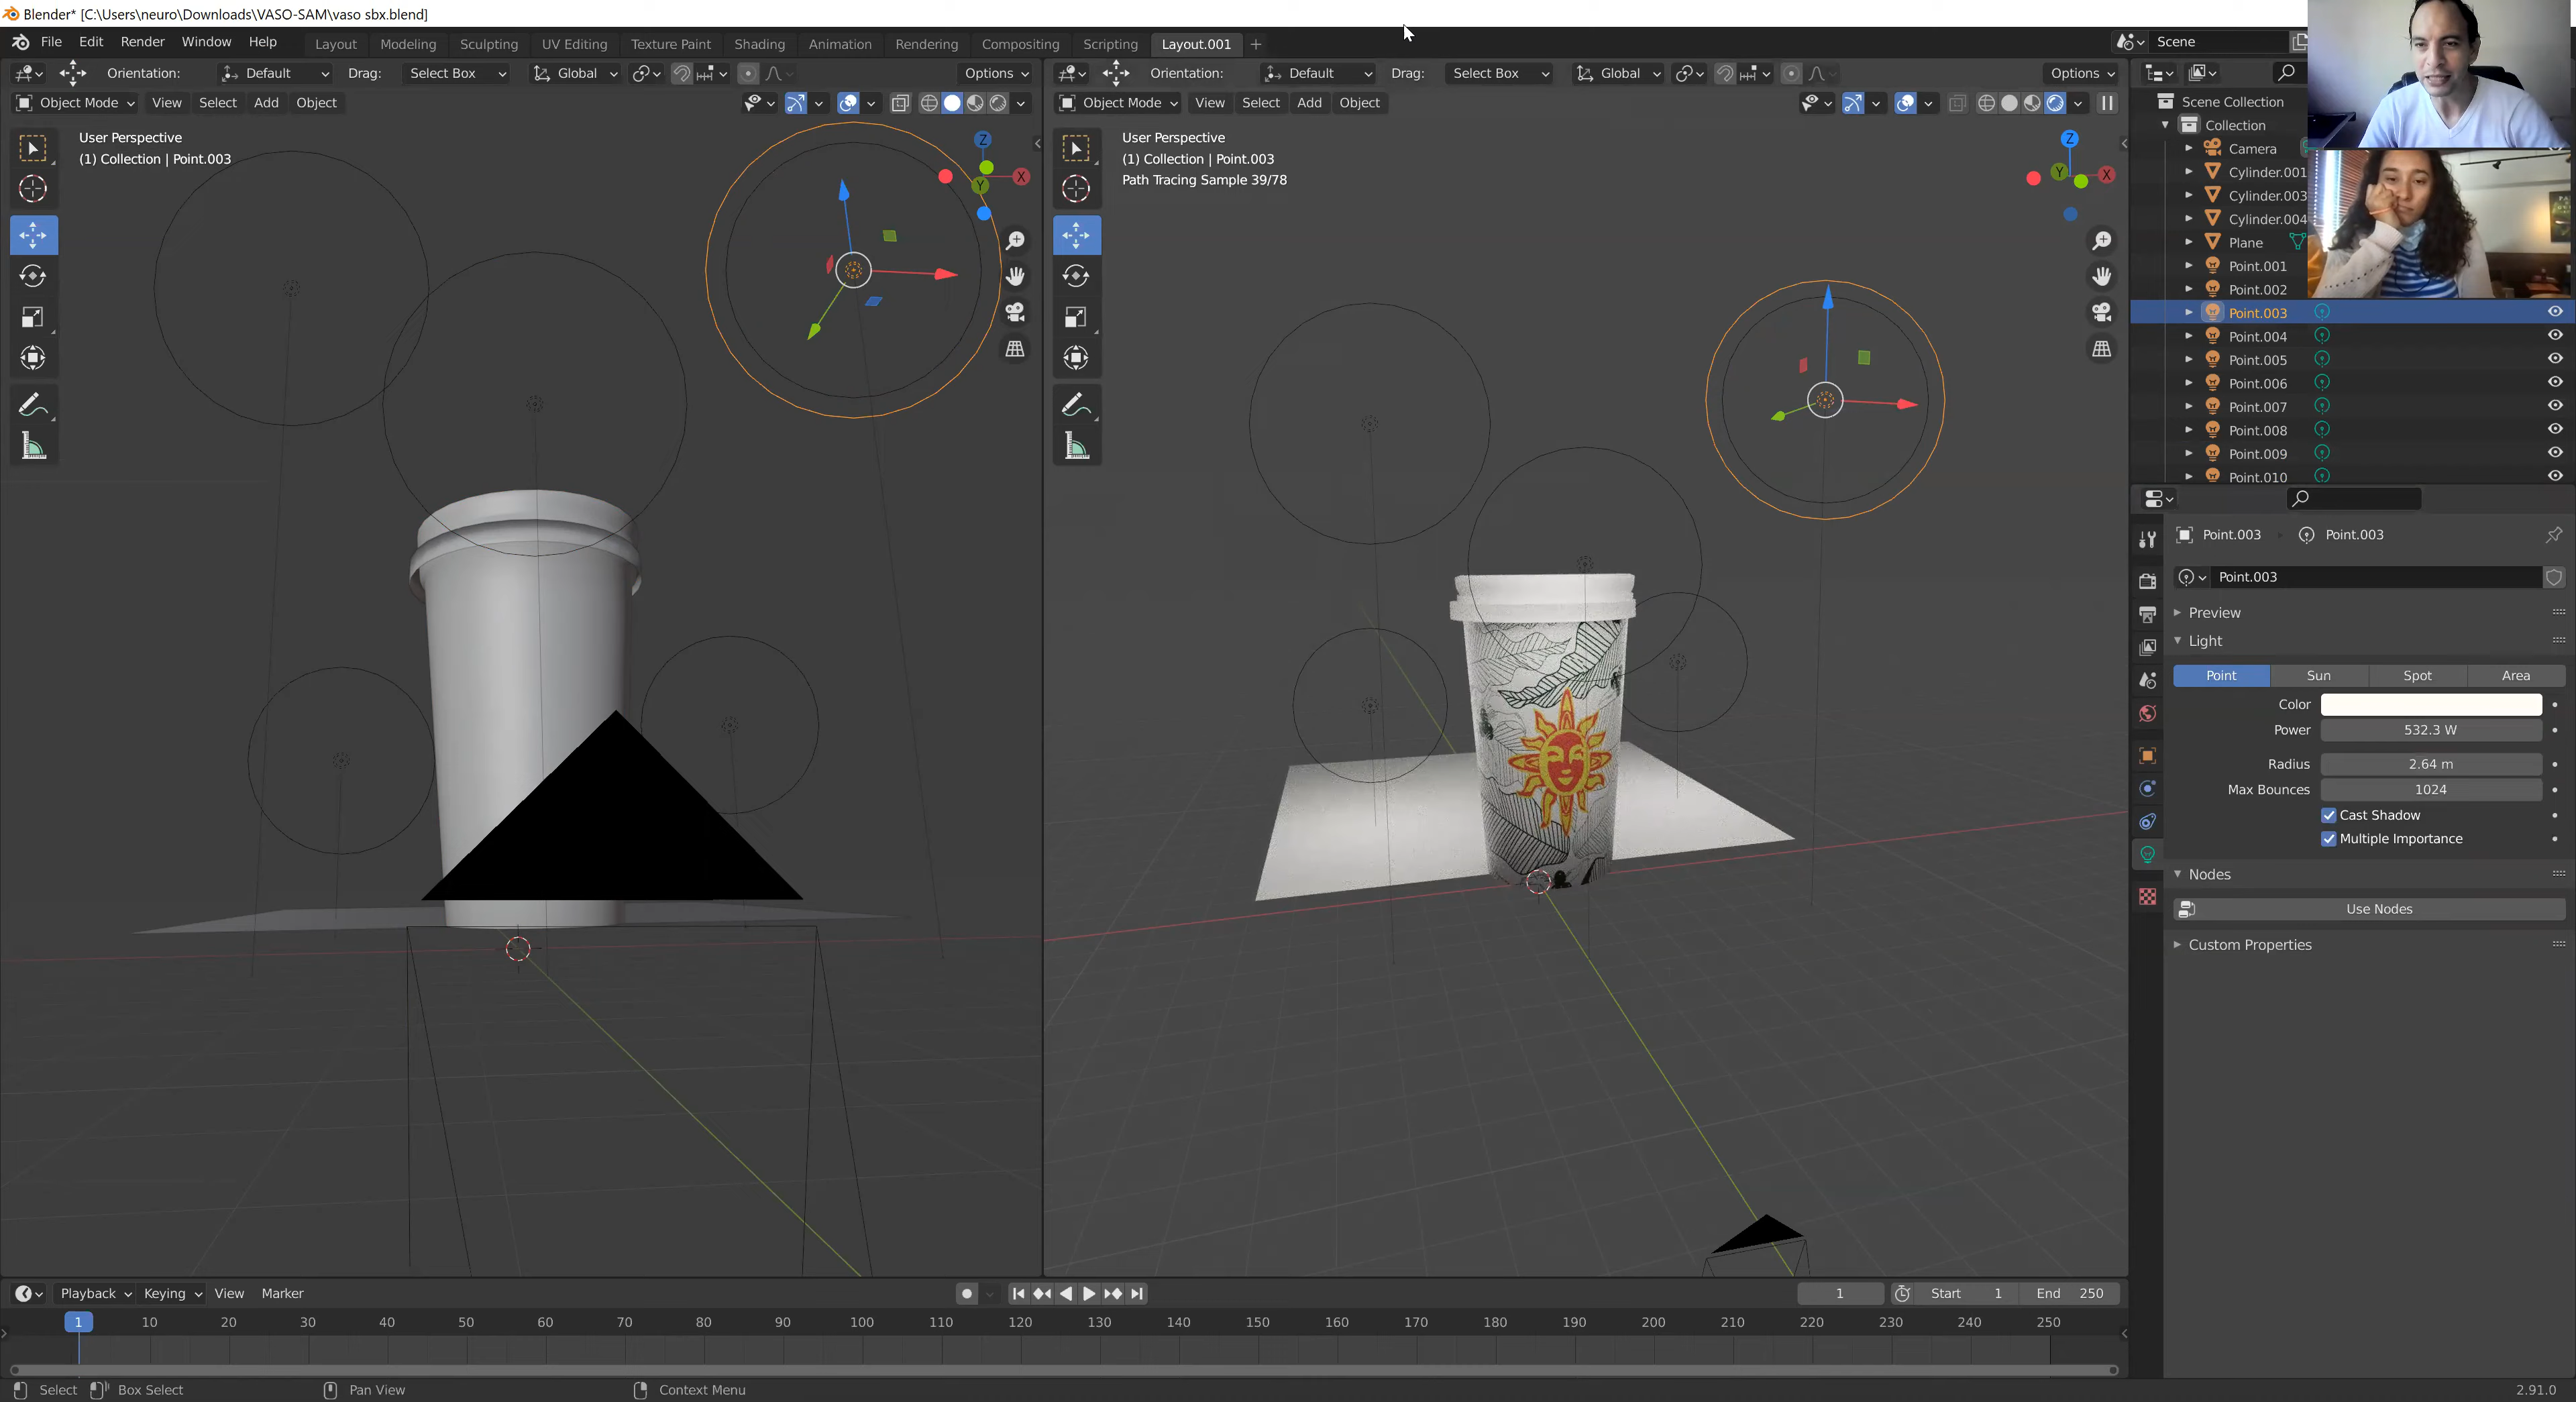 Blender* [C:\Users\neuro\Downloads\VASO-SAM\vaso sbx.blend]
File Edit Render Window Help Layout Modeling Sculpting UV Editing Texture Paint Shading Animation Rendering Compositing Scripting Layout.001 + Scene
Orientation: Default Drag: Select Box Global Options
Object Mode View Select Add Object
User Perspective
(1) Collection | Point.003
Z
Y
X
Orientation: Default Drag: Select Box Global Options
Object Mode View Select Add Object
User Perspective
(1) Collection | Point.003
Path Tracing Sample 39/78
Z
Y
X
Scene Collection
Collection
Camera
Cylinder.001
Cylinder.003
Cylinder.004
Plane
Point.001
Point.002
Point.003
Point.004
Point.005
Point.006
Point.007
Point.008
Point.009
Point.010
Point.003 Point.003
Point.003
Preview
Light
Point Sun Spot Area
Color
Power 532.3 W
Radius 2.64 m
Max Bounces 1024
Cast Shadow
Multiple Importance
Nodes
Use Nodes
Custom Properties
Playback Keying View Marker 1 Start 1 End 250
1 10 20 30 40 50 60 70 80 90 100 110 120 130 140 150 160 170 180 190 200 210 220 230 240 250
Select Box Select Pan View Context Menu 2.91.0